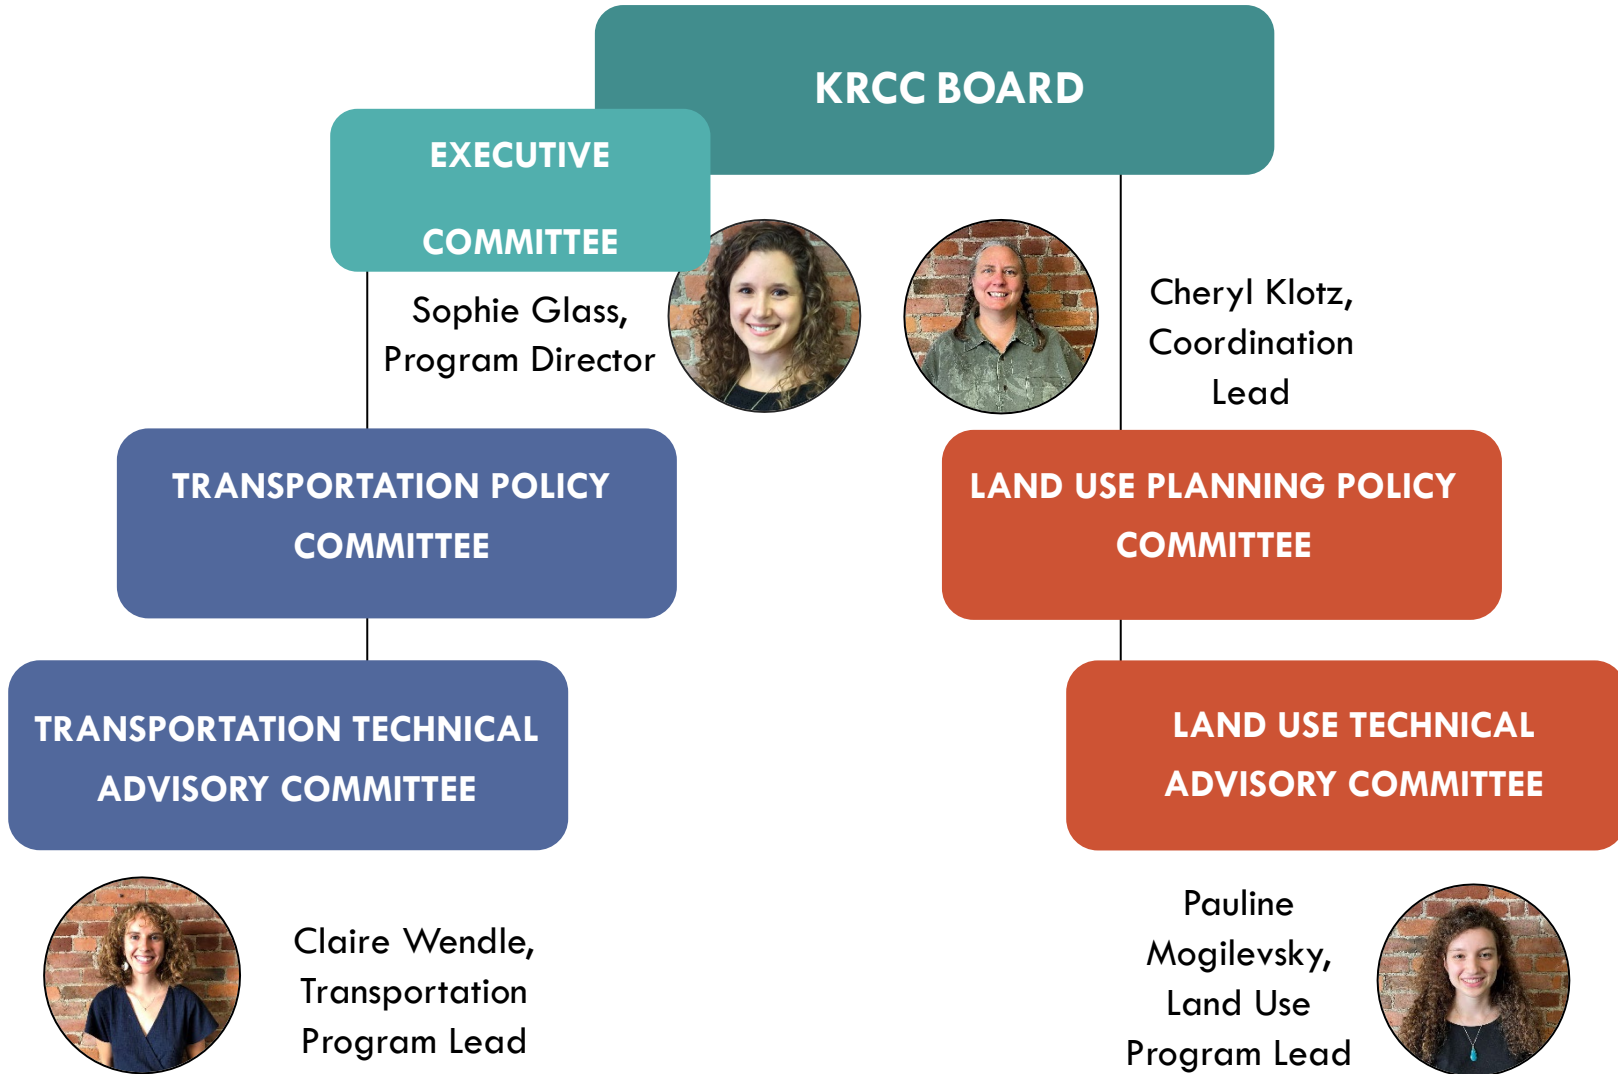 KRCC BOARD
EXECUTIVE
COMMITTEE
Sophie Glass,
Program Director
Cheryl Klotz,
Coordination
Lead
TRANSPORTATION POLICY
COMMITTEE
LAND USE PLANNING POLICY
COMMITTEE
TRANSPORTATION TECHNICAL
ADVISORY COMMITTEE
LAND USE TECHNICAL
ADVISORY COMMITTEE
Claire Wendle,
Transportation
Program Lead
Pauline
Mogilevsky,
Land Use
Program Lead